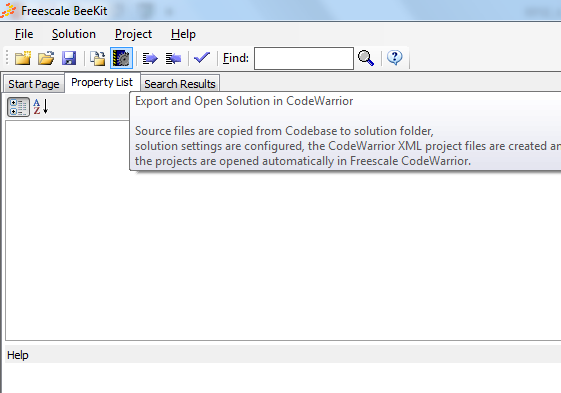 Freescale BeeKit
File Solution Project Help
Find:
Start Page Property List Search Results
Export and Open Solution in CodeWarrior
Source files are copied from Codebase to solution folder,
solution settings are configured, the CodeWarrior XML project files are created
the projects are opened automatically in Freescale CodeWarrior.
Help